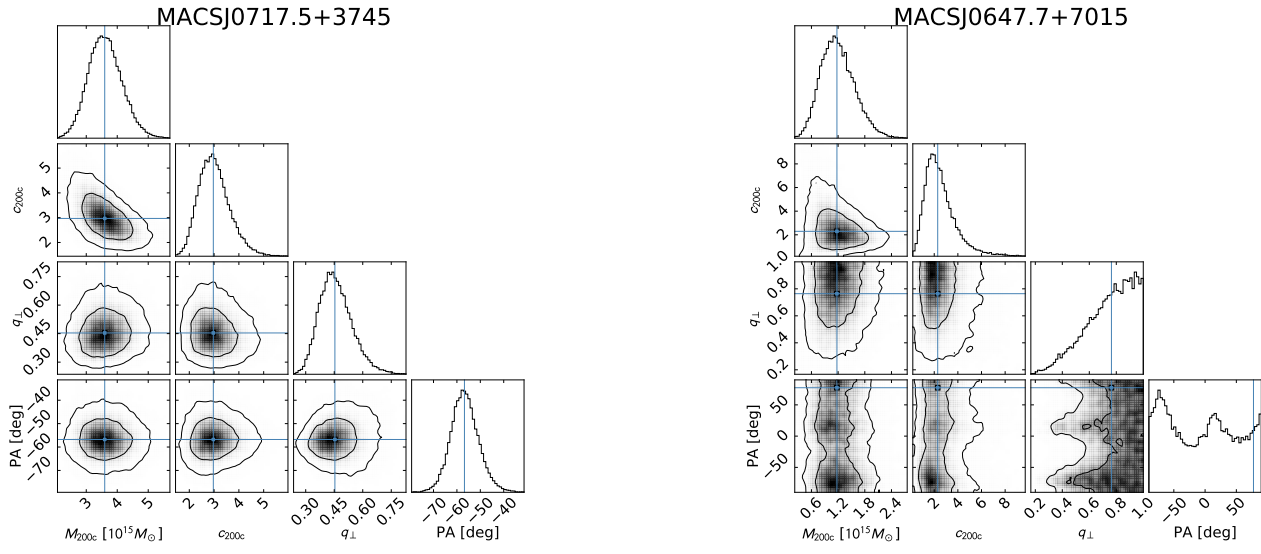 MACSJ0717.5+3745
c200c
5
4
3
2
q⊥
0.75
0.60
0.45
0.30
PA [deg]
−40
−50
−60
−70
3 4 5
M200c [10^15 M⊙]
2 3 4 5
c200c
0.30 0.45 0.60 0.75
q⊥
−70 −60 −50 −40
PA [deg]
MACSJ0647.7+7015
c200c
8
6
4
2
q⊥
1.0
0.8
0.6
0.4
0.2
PA [deg]
50
0
−50
0.6 1.2 1.8 2.4
M200c [10^15 M⊙]
2 4 6 8
c200c
0.2 0.4 0.6 0.8 1.0
q⊥
−50 0 50
PA [deg]